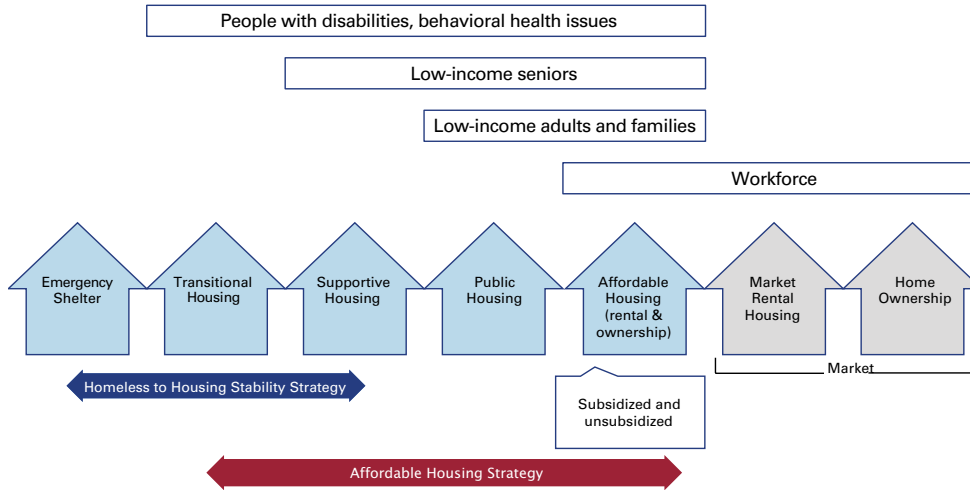 People with disabilities, behavioral health issues
Low-income seniors
Low-income adults and families
Workforce
Emergency
Shelter
Transitional
Housing
Supportive
Housing
Public
Housing
Affordable
Housing
(rental &
ownership)
Market
Rental
Housing
Home
Ownership
Market
Homeless to Housing Stability Strategy
Subsidized and
unsubsidized
Affordable Housing Strategy